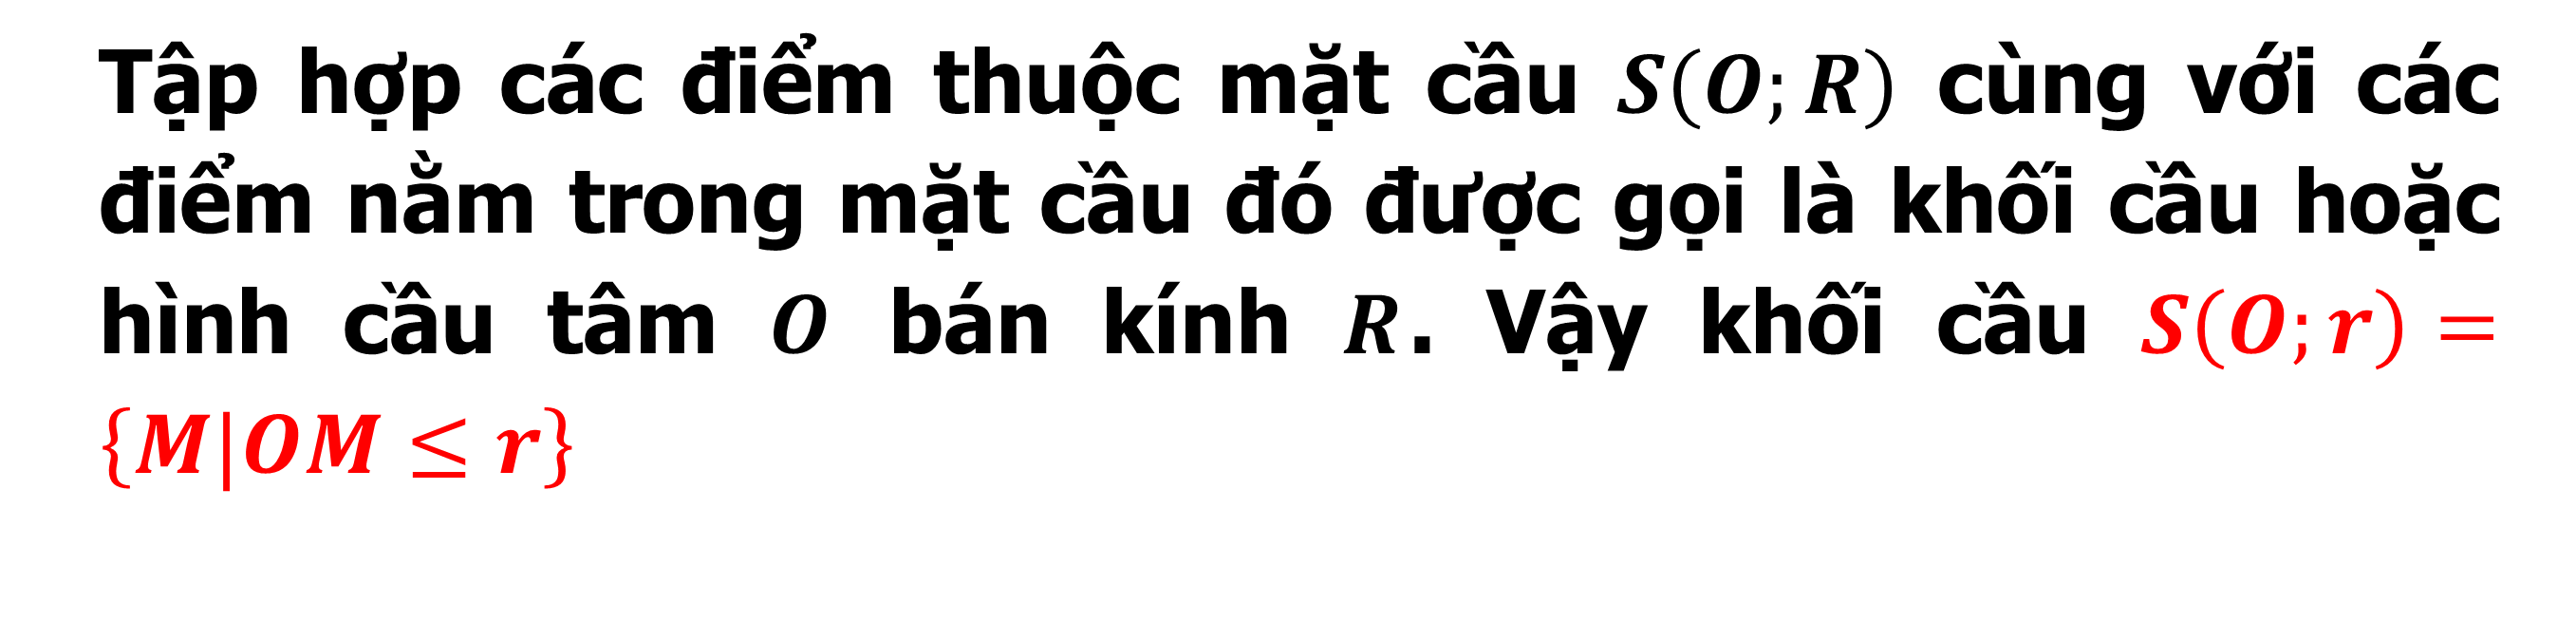 Tập hợp các điểm thuộc mặt cầu S(O; R) cùng với các
điểm nằm trong mặt cầu đó được gọi là khối cầu hoặc
hình cầu tâm O bán kính R. Vậy khối cầu S(O; r) =
{M|OM ≤ r}